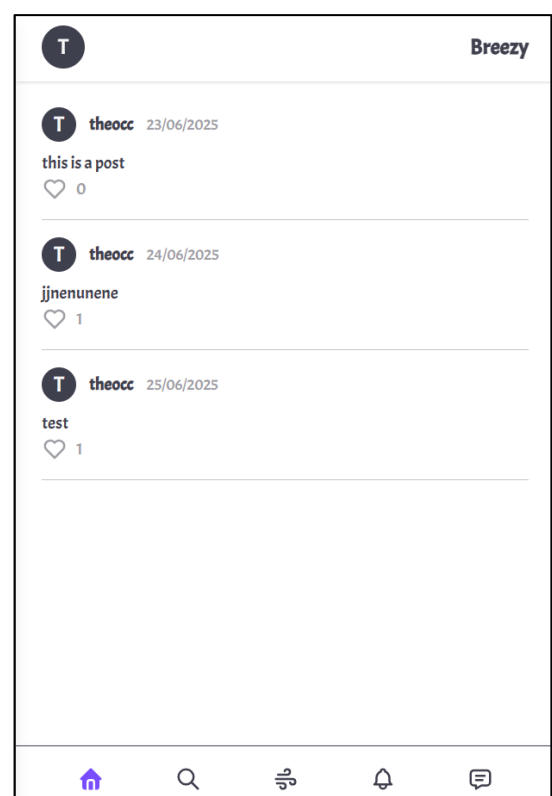 T Breezy
T theocc 23/06/2025
this is a post
0
T theocc 24/06/2025
jjnenunene
1
T theocc 25/06/2025
test
1